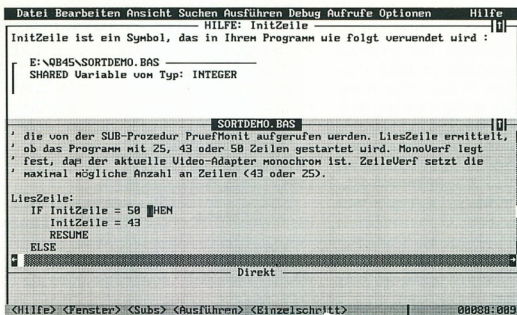 Datei Bearbeiten Ansicht Suchen Ausführen Debug Aufrufe Optionen Hilfe
HILFE: InitZeile
InitZeile ist ein Symbol, das in Ihrem Programm wie folgt verwendet wird :
E:\QB45\SORTDEMO.BAS
SHARED Variable vom Typ: INTEGER
SORTDEMO.BAS
' die von der SUB-Prozedur PruefMonit aufgerufen werden. LiesZeile ermittelt,
' ob das Programm mit 25, 43 oder 50 Zeilen gestartet wird. MonoVerf legt
' fest, daß der aktuelle Video-Adapter monochrom ist. ZeileVerf setzt die
' maximal mögliche Anzahl an Zeilen (43 oder 25).
LiesZeile:
IF InitZeile = 50 THEN
InitZeile = 43
RESUME
ELSE
Direkt
<Hilfe> <Fenster> <Subs> <Ausführen> <Einzelschritt> 00088:009